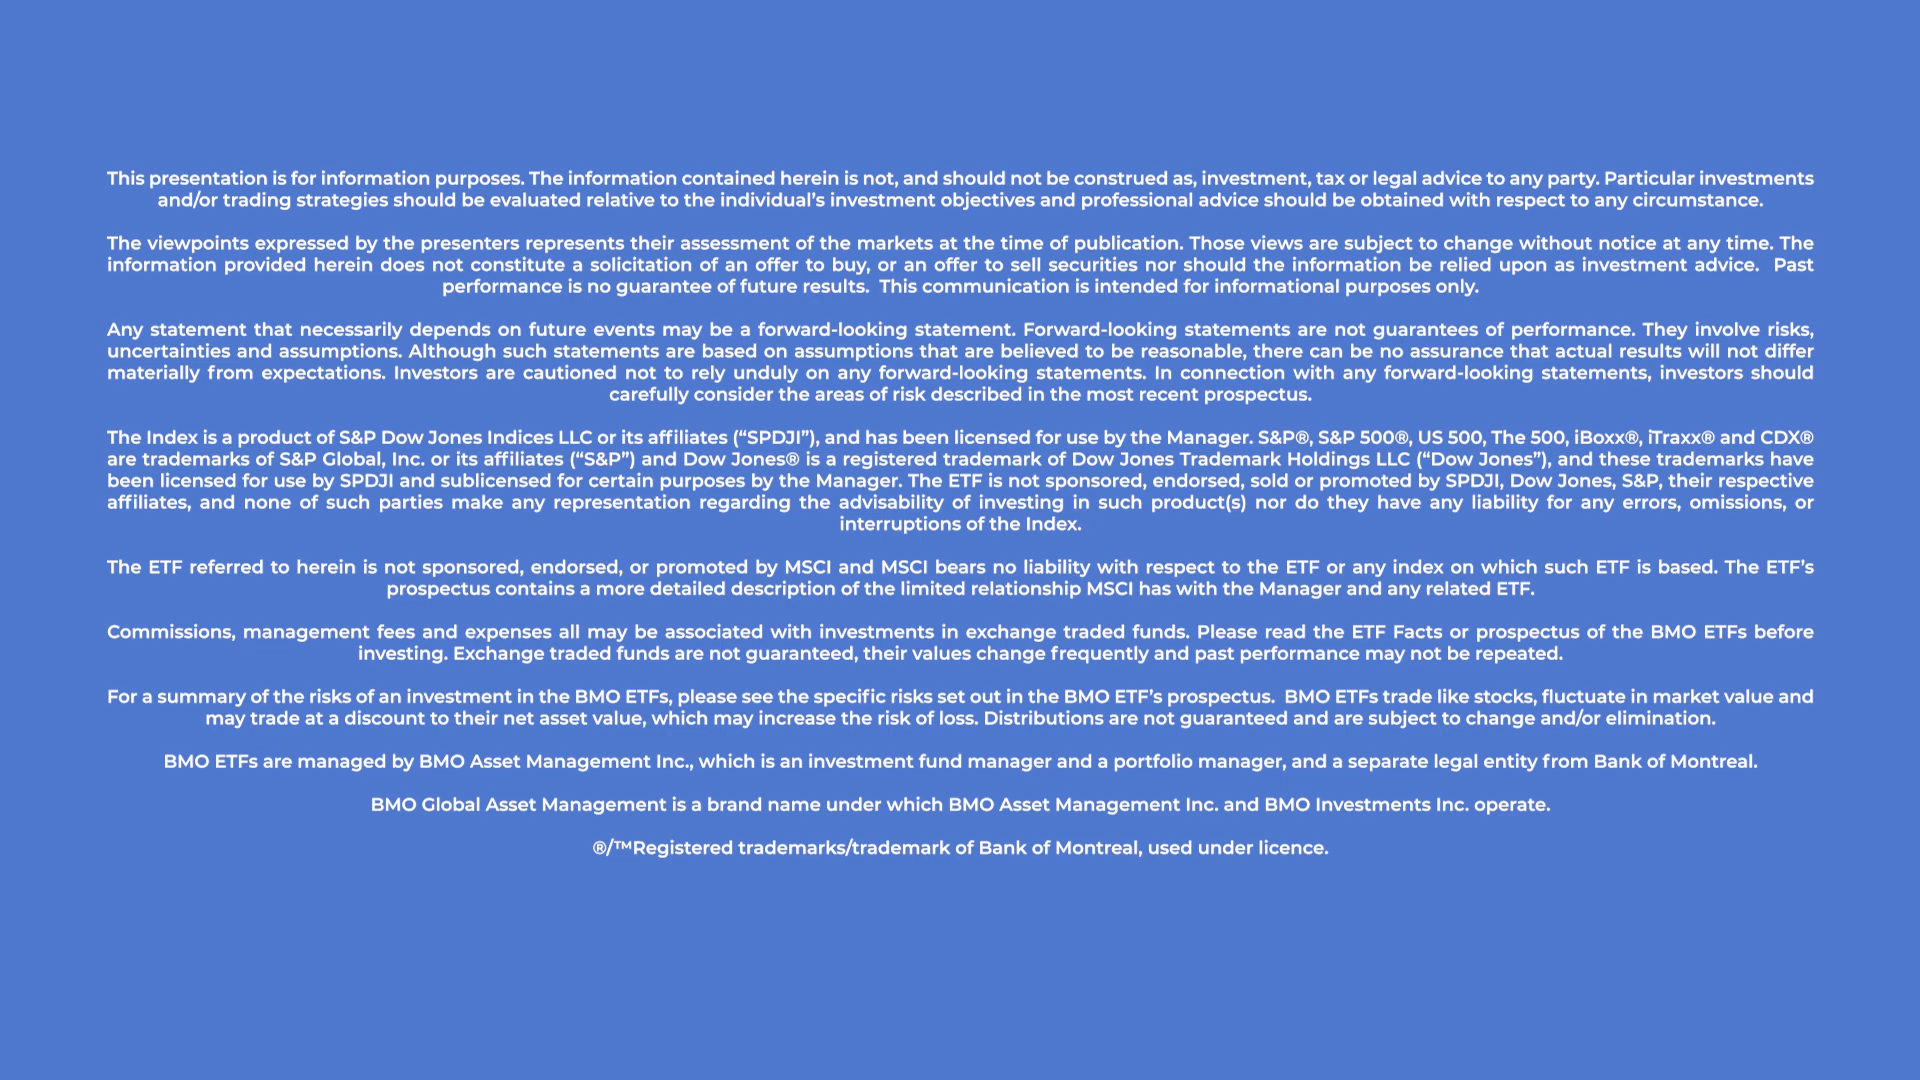 This presentation is for information purposes. The information contained herein is not, and should not be construed as, investment, tax or legal advice to any party. Particular investments
and/or trading strategies should be evaluated relative to the individual’s investment objectives and professional advice should be obtained with respect to any circumstance.
The viewpoints expressed by the presenters represents their assessment of the markets at the time of publication. Those views are subject to change without notice at any time. The
information provided herein does not constitute a solicitation of an offer to buy, or an offer to sell securities nor should the information be relied upon as investment advice.  Past
performance is no guarantee of future results.  This communication is intended for informational purposes only.
Any statement that necessarily depends on future events may be a forward-looking statement. Forward-looking statements are not guarantees of performance. They involve risks,
uncertainties and assumptions. Although such statements are based on assumptions that are believed to be reasonable, there can be no assurance that actual results will not differ
materially from expectations. Investors are cautioned not to rely unduly on any forward-looking statements. In connection with any forward-looking statements, investors should
carefully consider the areas of risk described in the most recent prospectus.
The Index is a product of S&P Dow Jones Indices LLC or its affiliates (“SPDJI”), and has been licensed for use by the Manager. S&P®, S&P 500®, US 500, The 500, iBoxx®, iTraxx® and CDX®
are trademarks of S&P Global, Inc. or its affiliates (“S&P”) and Dow Jones® is a registered trademark of Dow Jones Trademark Holdings LLC (“Dow Jones”), and these trademarks have
been licensed for use by SPDJI and sublicensed for certain purposes by the Manager. The ETF is not sponsored, endorsed, sold or promoted by SPDJI, Dow Jones, S&P, their respective
affiliates, and none of such parties make any representation regarding the advisability of investing in such product(s) nor do they have any liability for any errors, omissions, or
interruptions of the Index.
The ETF referred to herein is not sponsored, endorsed, or promoted by MSCI and MSCI bears no liability with respect to the ETF or any index on which such ETF is based. The ETF’s
prospectus contains a more detailed description of the limited relationship MSCI has with the Manager and any related ETF.
Commissions, management fees and expenses all may be associated with investments in exchange traded funds. Please read the ETF Facts or prospectus of the BMO ETFs before
investing. Exchange traded funds are not guaranteed, their values change frequently and past performance may not be repeated.
For a summary of the risks of an investment in the BMO ETFs, please see the specific risks set out in the BMO ETF’s prospectus.  BMO ETFs trade like stocks, fluctuate in market value and
may trade at a discount to their net asset value, which may increase the risk of loss. Distributions are not guaranteed and are subject to change and/or elimination.
BMO ETFs are managed by BMO Asset Management Inc., which is an investment fund manager and a portfolio manager, and a separate legal entity from Bank of Montreal.
BMO Global Asset Management is a brand name under which BMO Asset Management Inc. and BMO Investments Inc. operate.
®/™Registered trademarks/trademark of Bank of Montreal, used under licence.